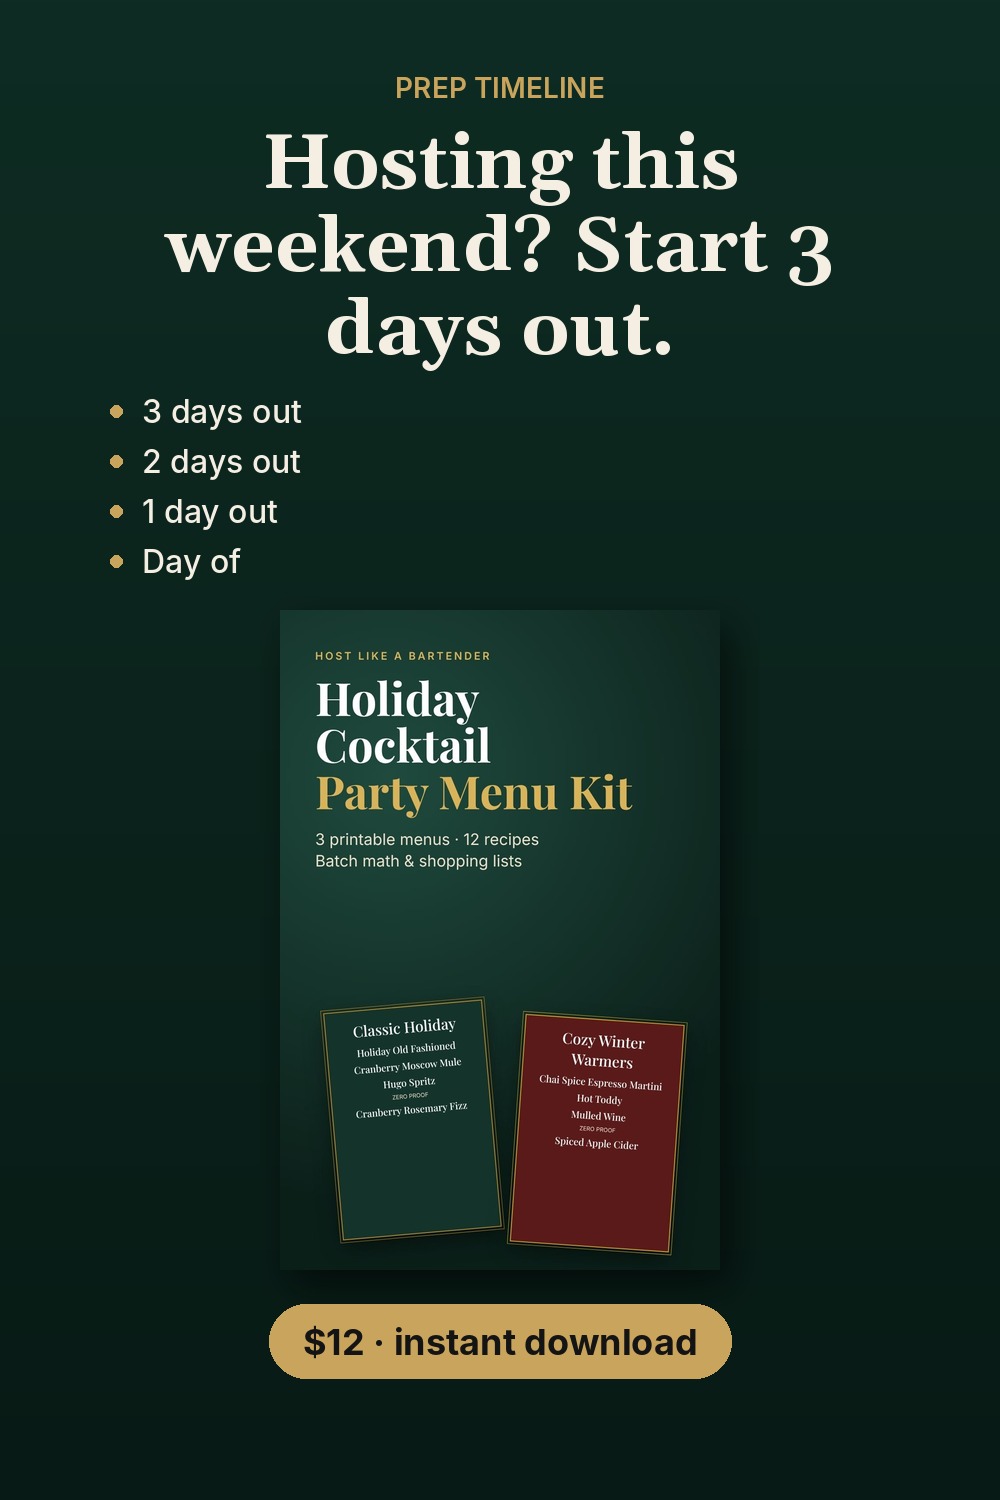 PREP TIMELINE
Hosting this
weekend? Start 3
days out.
3 days out
2 days out
1 day out
Day of
HOST LIKE A BARTENDER
Holiday
Cocktail
Party Menu Kit
3 printable menus · 12 recipes
Batch math & shopping lists
Classic Holiday
Holiday Old Fashioned
Cranberry Moscow Mule
Hugo Spritz
ZERO PROOF
Cranberry Rosemary Fizz
Cozy Winter
Warmers
Chai Spice Espresso Martini
Hot Toddy
Mulled Wine
ZERO PROOF
Spiced Apple Cider
$12 · instant download